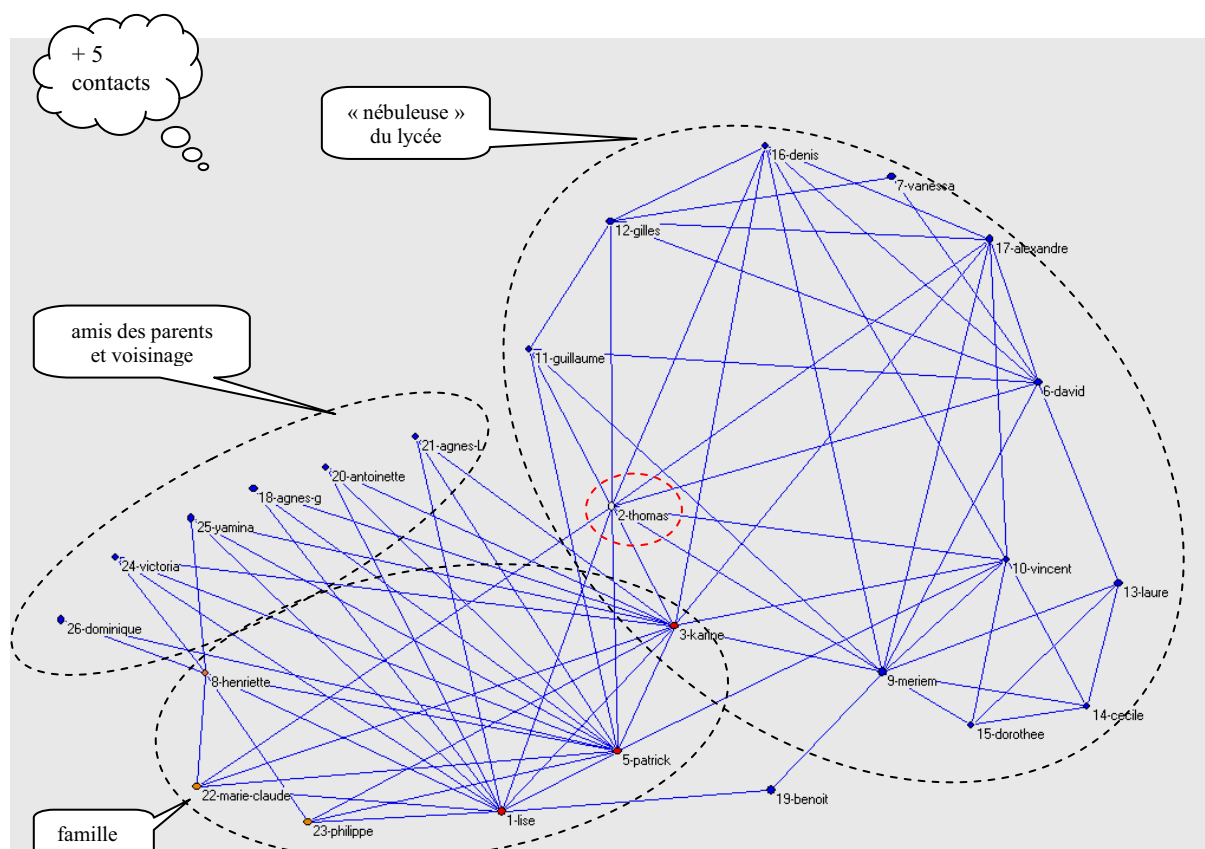 + 5
contacts
« nébuleuse »
du lycée
16-denis
7-vanessa
12-gilles
17-alexandre
amis des parents
et voisinage
11-guillaume
6-david
21-agnes-L
20-antoinette
18-agnes-g
2-thomas
25-yamina
24-victoria
10-vincent
13-laure
26-dominique
3-karine
8-henriette
9-meriem
14-cecile
15-dorothee
5-patrick
22-marie-claude
19-benoit
1-lise
23-philippe
famille